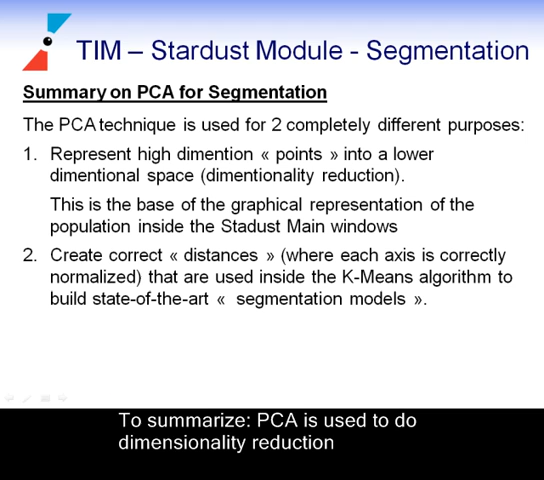 TIM – Stardust Module - Segmentation
Summary on PCA for Segmentation
The PCA technique is used for 2 completely different purposes:
1. Represent high dimention « points » into a lower
dimentional space (dimentionality reduction).
This is the base of the graphical representation of the
population inside the Stadust Main windows
2. Create correct « distances » (where each axis is correctly
normalized) that are used inside the K-Means algorithm to
build state-of-the-art « segmentation models ».
To summarize: PCA is used to do
dimensionality reduction